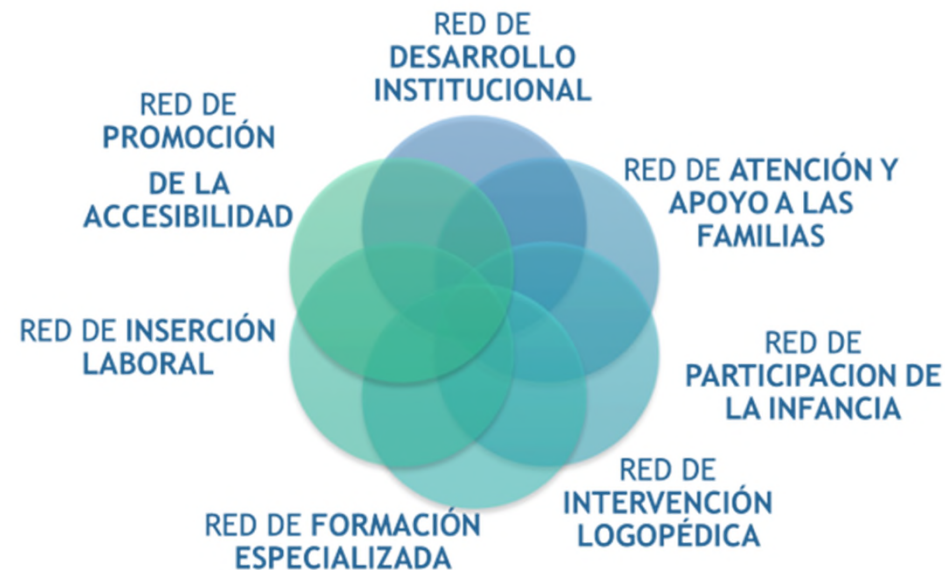 RED DE
DESARROLLO
INSTITUCIONAL
RED DE ATENCIÓN Y
APOYO A LAS
FAMILIAS
RED DE
PARTICIPACION DE
LA INFANCIA
RED DE
INTERVENCIÓN
LOGOPÉDICA
RED DE FORMACIÓN
ESPECIALIZADA
RED DE INSERCIÓN
LABORAL
RED DE
PROMOCIÓN
DE LA
ACCESIBILIDAD